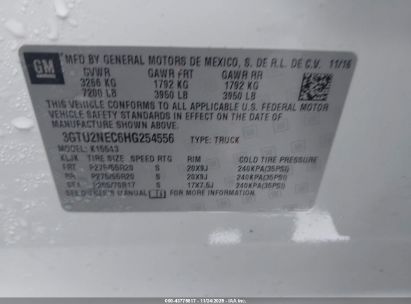 GM
MFD BY GENERAL MOTORS DE MEXICO, S. DE R.L. DE C.V. 11/16
GVWR GAWR FRT GAWR RR
3266 KG 1792 KG 1792 KG
7200 LB 3950 LB 3950 LB
THIS VEHICLE CONFORMS TO ALL APPLICABLE U.S. FEDERAL MOTOR
VEHICLE SAFETY STANDARDS IN EFFECT ON THE DATE OF
MANUFACTURE SHOWN ABOVE.
3GTU2NEC6HG254556 TYPE: TRUCK
MODEL: K15543
TIRE SIZE SPEED RTG RIM COLD TIRE PRESSURE
FRT P275/55R20 S 20X9J 240KPA(35PSI)
RR P275/55R20 S 20X9J 240KPA(35PSI)
S 17X7.5J 240KPA(35PSI)
SEE OWNER'S MANUAL FOR ADDITIONAL INFORMATION.